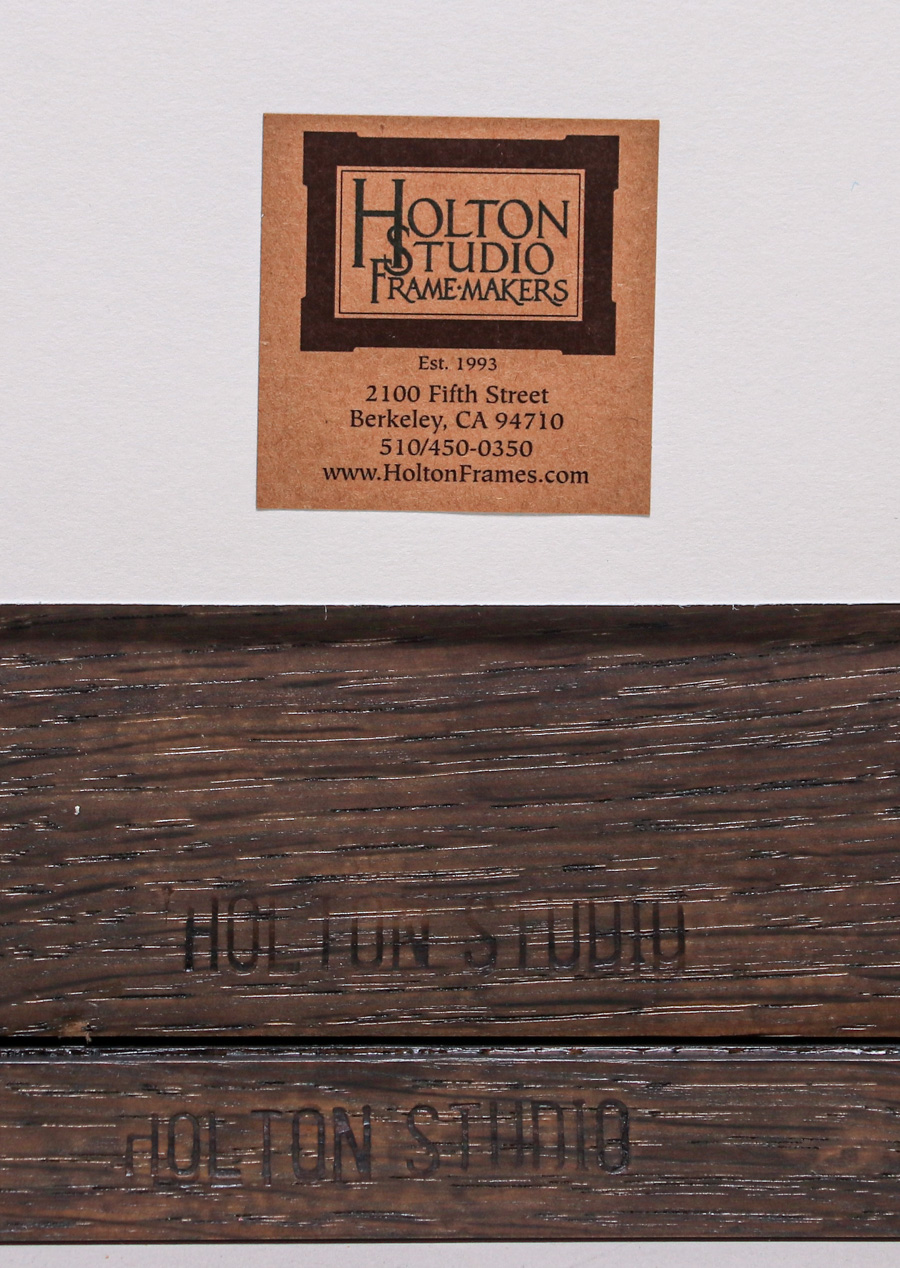 HOLTON
STUDIO
FRAME·MAKERS
Est. 1993
2100 Fifth Street
Berkeley, CA 94710
510/450-0350
www.HoltonFrames.com
HOLTON STUDIO
HOLTON STUDIO